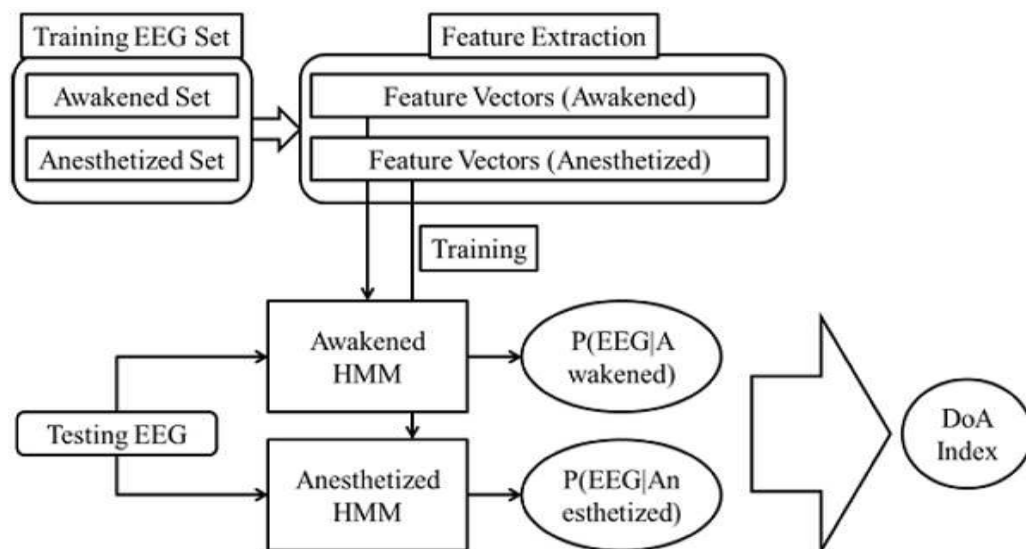 Training EEG Set
Feature Extraction
Awakened Set
Feature Vectors (Awakened)
Anesthetized Set
Feature Vectors (Anesthetized)
Training
Awakened
HMM
P(EEG|A
wakened)
Testing EEG
DoA
Index
Anesthetized
HMM
P(EEG|An
esthetized)